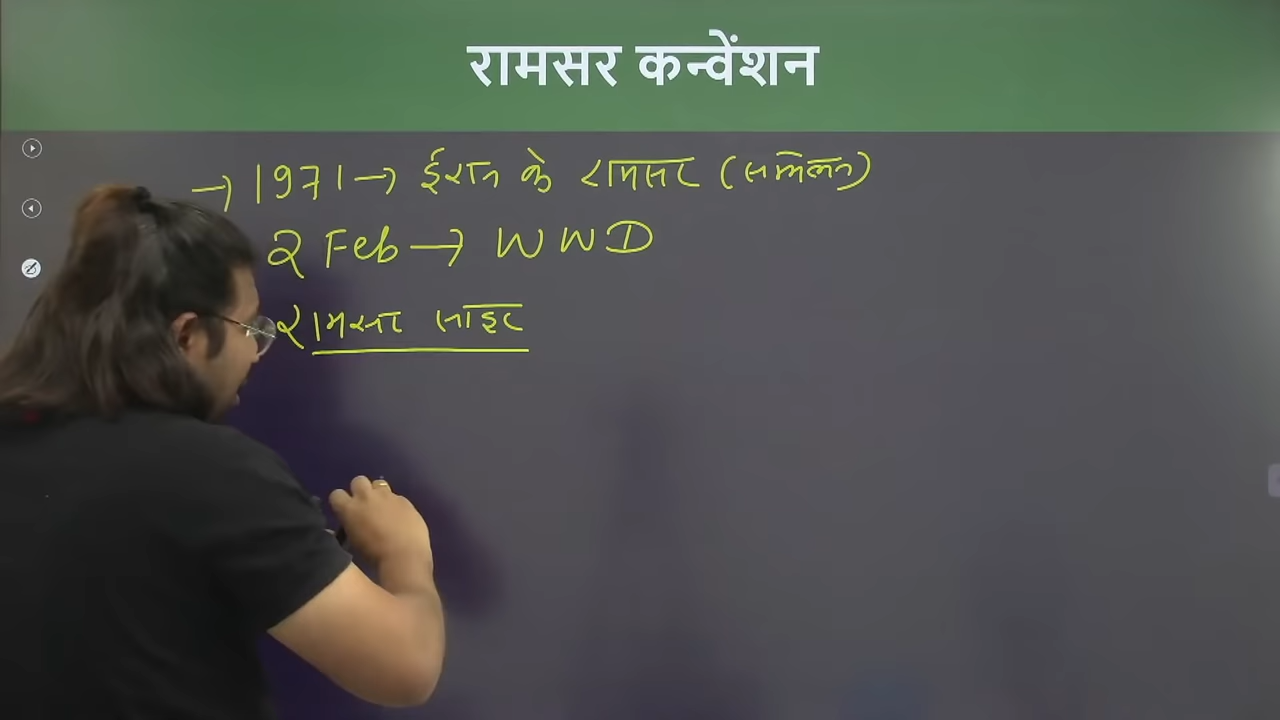 रामसर कन्वेंशन
→ 1971 → ईरान के रामसर (सम्मेलन)
2 Feb → WWD
रामसर साइट